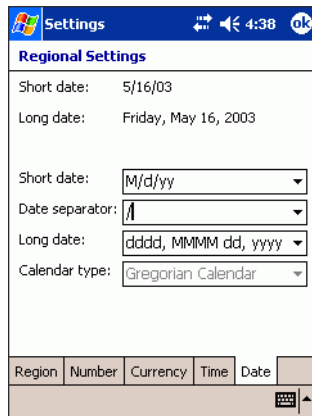 Settings 4:38 ok
Regional Settings
Short date: 5/16/03
Long date: Friday, May 16, 2003
Short date: M/d/yy
Date separator: /
Long date: dddd, MMMM dd, yyyy
Calendar type: Gregorian Calendar
Region Number Currency Time Date